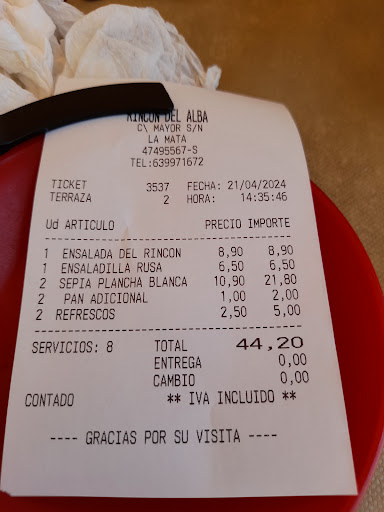 RINCON DEL ALBA
C\ MAYOR S/N
LA MATA
47495567-S
TEL:639971672
TICKET 3537 FECHA: 21/04/2024
TERRAZA 2 HORA: 14:35:46
Ud ARTICULO PRECIO IMPORTE
1 ENSALADA DEL RINCON 8,90 8,90
1 ENSALADILLA RUSA 6,50 6,50
2 SEPIA PLANCHA BLANCA 10,90 21,80
2 PAN ADICIONAL 1,00 2,00
2 REFRESCOS 2,50 5,00
SERVICIOS: 8 TOTAL 44,20
ENTREGA 0,00
CAMBIO 0,00
CONTADO ** IVA INCLUIDO **
---- GRACIAS POR SU VISITA ----